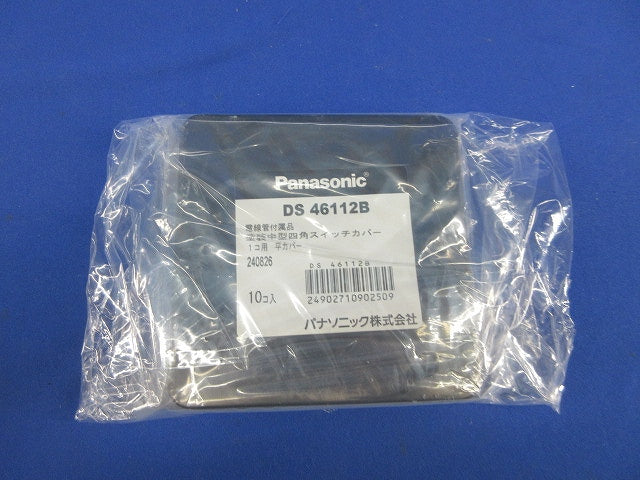 Panasonic®
DS 46112B
電線管付属品
塗装中型四角スイッチカバー
1コ用 平カバー
240826
DS 46112B
10コ入
24902710902509
パナソニック株式会社